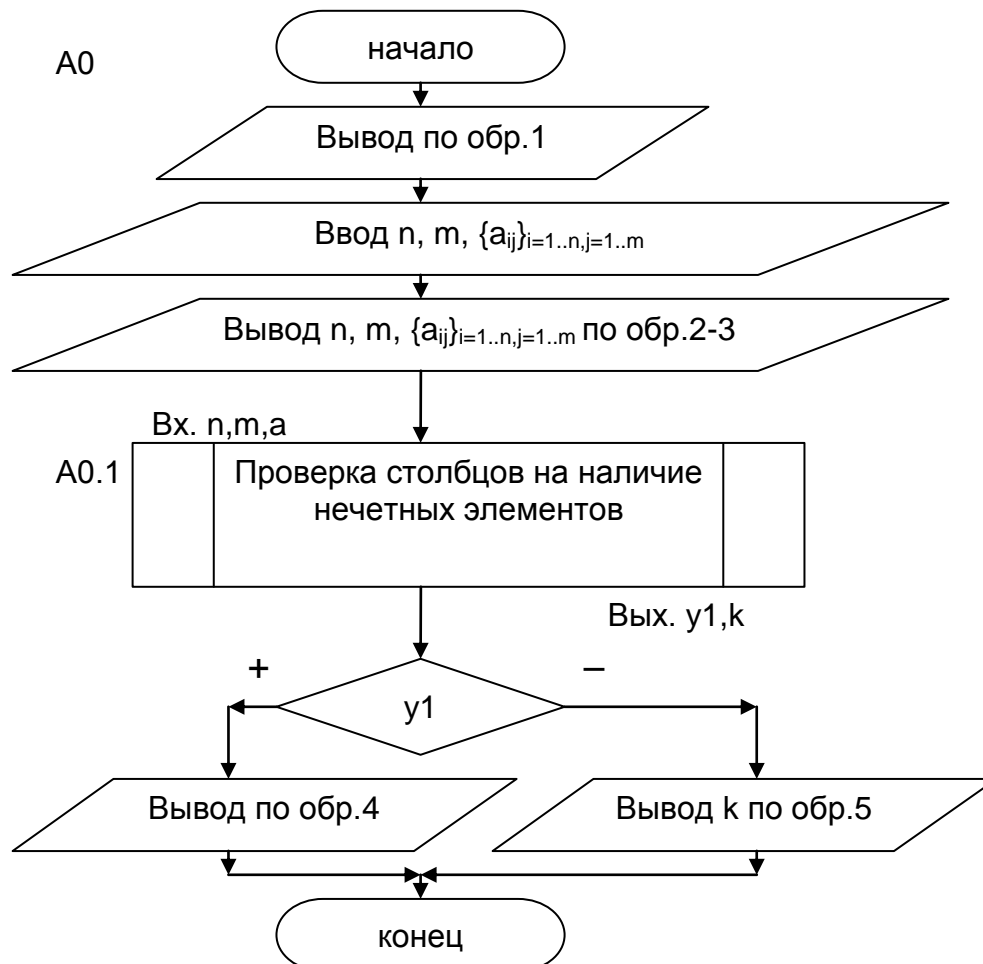 начало
A0
Вывод по обр.1
Ввод n, m, {aij}i=1..n,j=1..m
Вывод n, m, {aij}i=1..n,j=1..m по обр.2-3
Вх. n,m,a
A0.1
Проверка столбцов на наличие
нечетных элементов
Вых. y1,k
+
–
y1
Вывод по обр.4
Вывод k по обр.5
конец